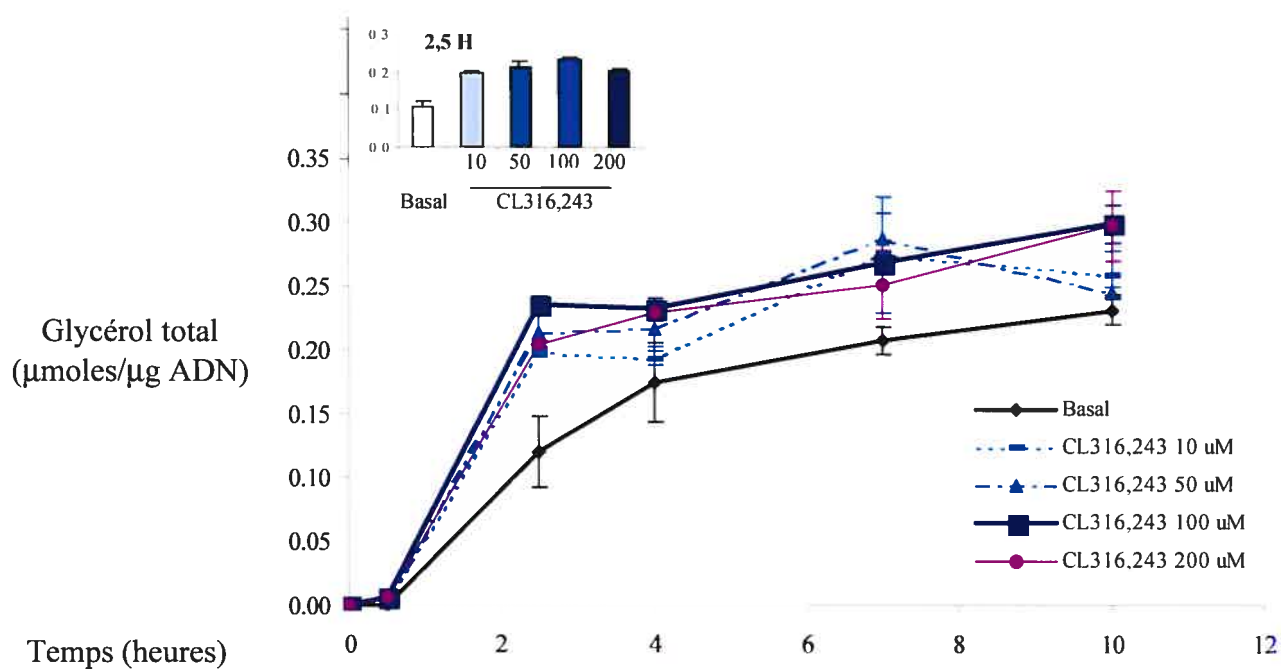 2,5 H
0 3
0 2
0 1
0 0
10 50 100 200
Basal CL316,243
0.35
0.30
0.25
0.20
0.15
0.10
0.05
0.00
Glycérol total
(µmoles/µg ADN)
Basal
CL316,243 10 uM
CL316,243 50 uM
CL316,243 100 uM
CL316,243 200 uM
Temps (heures) 0 2 4 6 8 10 12